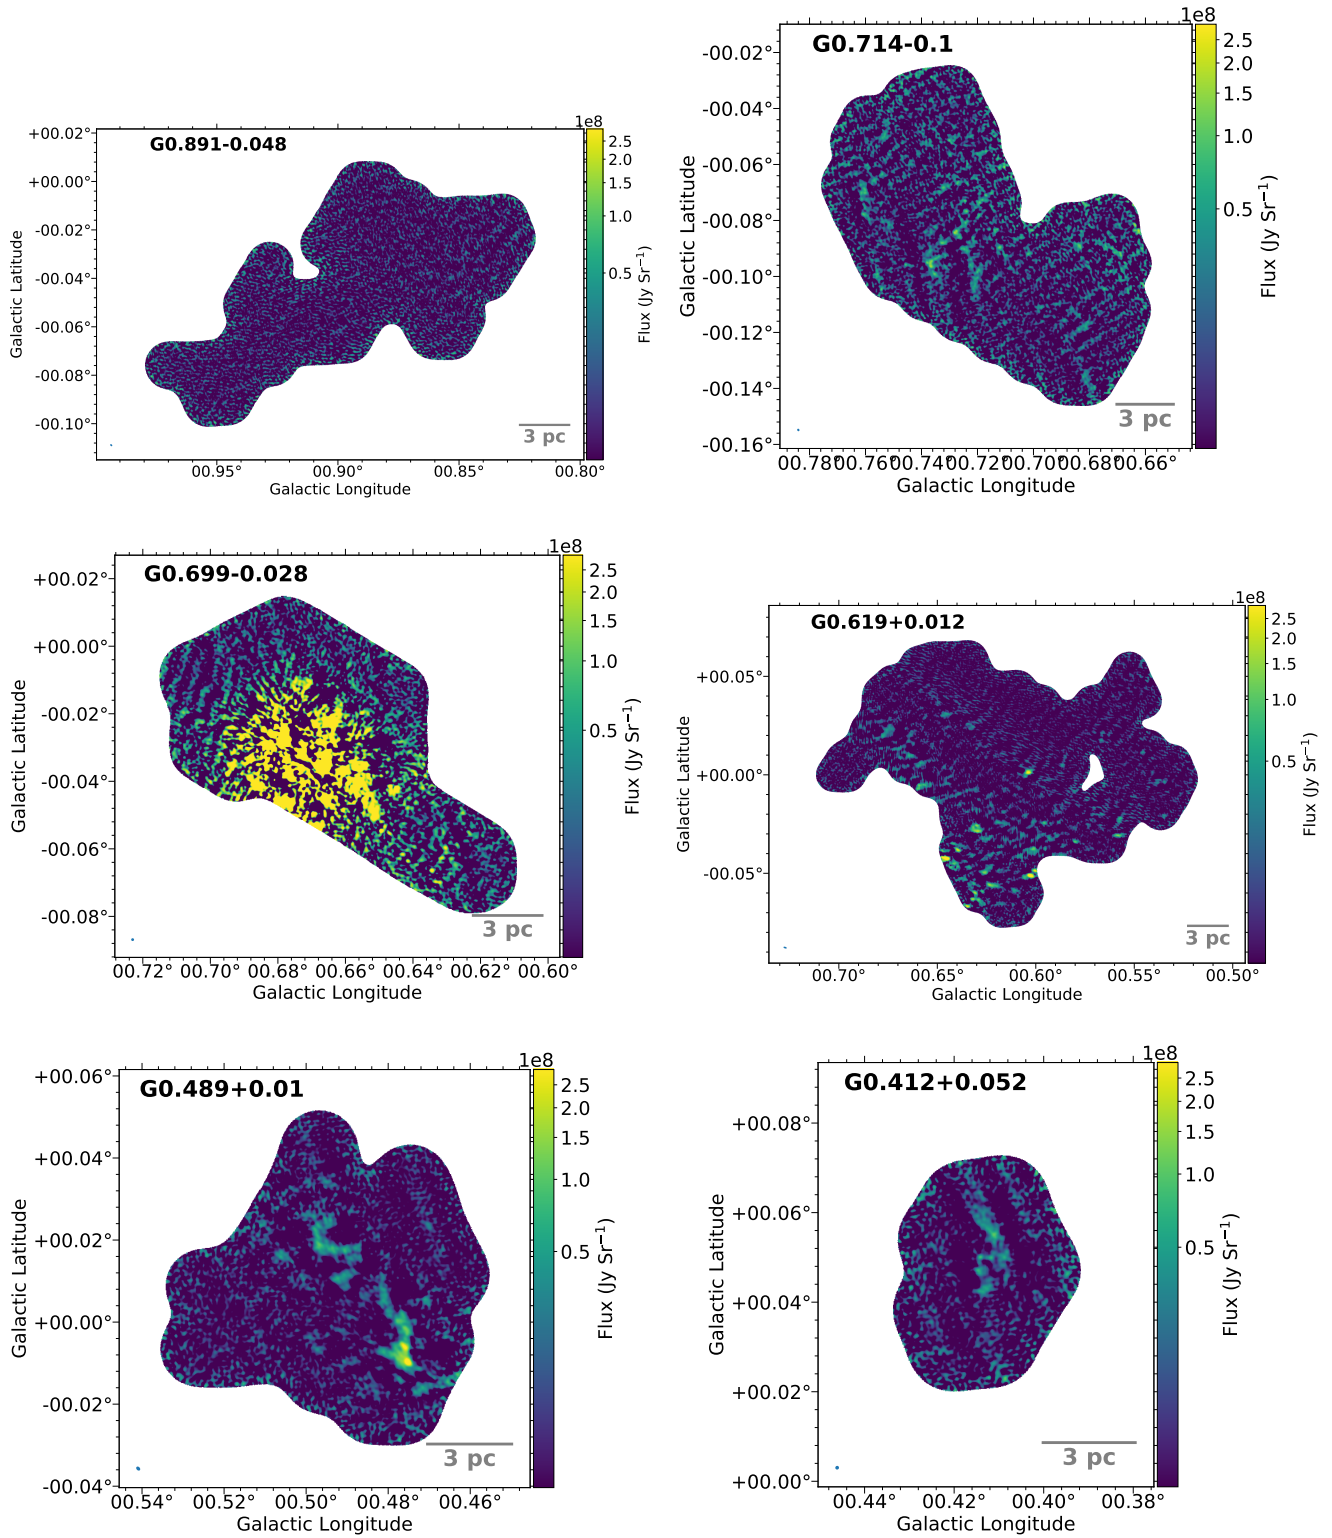 1e8
G0.891-0.048
+00.02°
+00.00°
-00.02°
-00.04°
-00.06°
-00.08°
-00.10°
Galactic Latitude
00.95°
00.90°
00.85°
00.80°
Galactic Longitude
3 pc
2.5
2.0
1.5
1.0
0.5
Flux (Jy Sr⁻¹)
1e8
G0.714-0.1
-00.02°
-00.04°
-00.06°
-00.08°
-00.10°
-00.12°
-00.14°
-00.16°
Galactic Latitude
00.78°
00.76°
00.74°
00.72°
00.70°
00.68°
00.66°
Galactic Longitude
3 pc
2.5
2.0
1.5
1.0
0.5
Flux (Jy Sr⁻¹)
1e8
G0.699-0.028
+00.02°
+00.00°
-00.02°
-00.04°
-00.06°
-00.08°
Galactic Latitude
00.72°
00.70°
00.68°
00.66°
00.64°
00.62°
00.60°
Galactic Longitude
3 pc
2.5
2.0
1.5
1.0
0.5
Flux (Jy Sr⁻¹)
1e8
G0.619+0.012
+00.05°
+00.00°
-00.05°
Galactic Latitude
00.70°
00.65°
00.60°
00.55°
00.50°
Galactic Longitude
3 pc
2.5
2.0
1.5
1.0
0.5
Flux (Jy Sr⁻¹)
1e8
G0.489+0.01
+00.06°
+00.04°
+00.02°
+00.00°
-00.02°
-00.04°
Galactic Latitude
00.54°
00.52°
00.50°
00.48°
00.46°
Galactic Longitude
3 pc
2.5
2.0
1.5
1.0
0.5
Flux (Jy Sr⁻¹)
1e8
G0.412+0.052
+00.08°
+00.06°
+00.04°
+00.02°
+00.00°
Galactic Latitude
00.44°
00.42°
00.40°
00.38°
Galactic Longitude
3 pc
2.5
2.0
1.5
1.0
0.5
Flux (Jy Sr⁻¹)